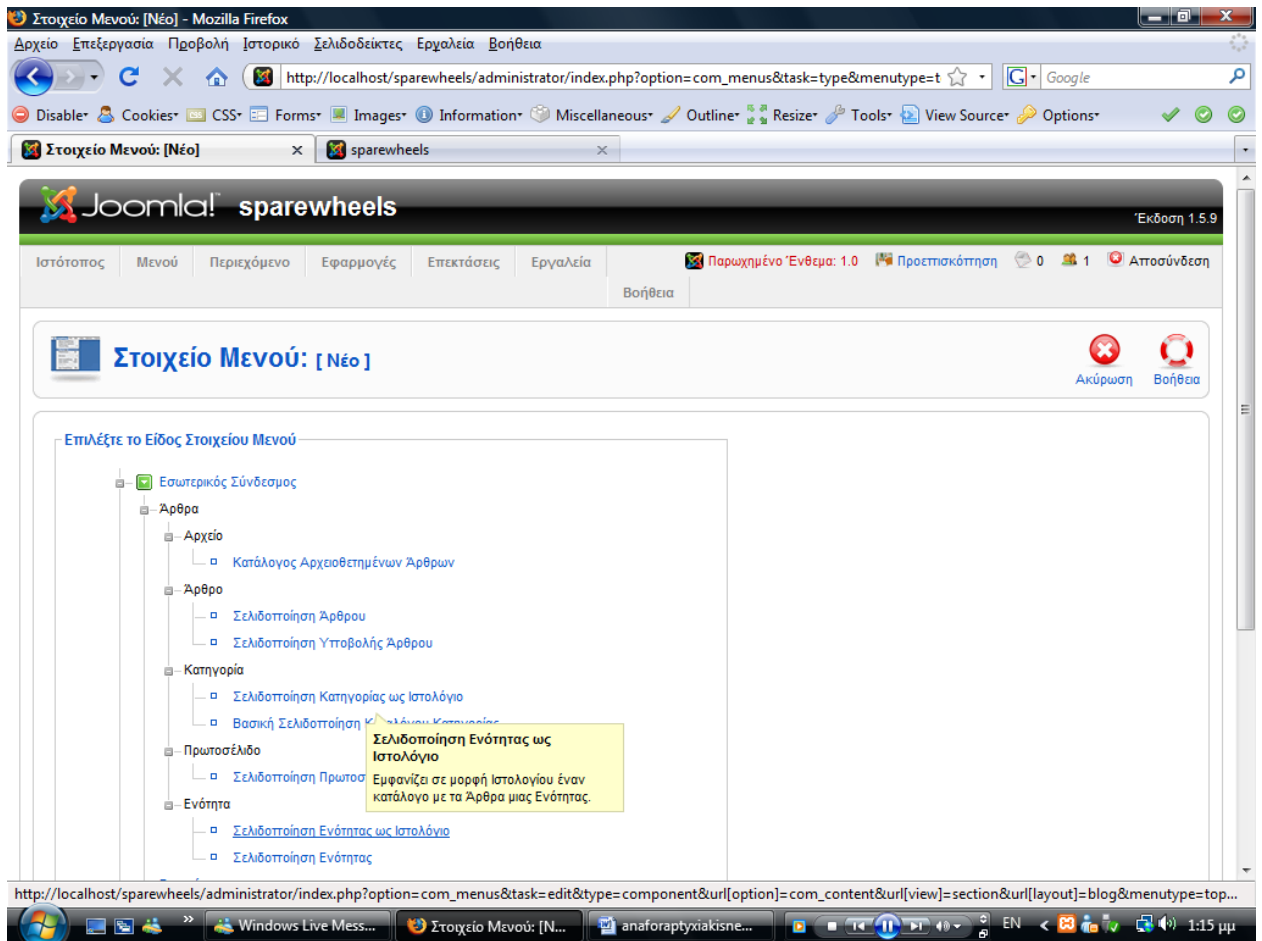 Στοιχείο Μενού: [Νέο] - Mozilla Firefox
Αρχείο Επεξεργασία Προβολή Ιστορικό Σελιδοδείκτες Εργαλεία Βοήθεια
http://localhost/sparewheels/administrator/index.php?option=com_menus&task=type&menutype=t
G Google
Disable Cookies CSS Forms Images Information Miscellaneous Outline Resize Tools View Source Options
Στοιχείο Μενού: [Νέο] sparewheels
Joomla! sparewheels
Έκδοση 1.5.9
Ιστότοπος Μενού Περιεχόμενο Εφαρμογές Επεκτάσεις Εργαλεία Παρωχημένο Ένθεμα: 1.0 Προεπισκόπηση 0 1 Αποσύνδεση
Βοήθεια
Στοιχείο Μενού: [ Νέο ]
Ακύρωση Βοήθεια
Επιλέξτε το Είδος Στοιχείου Μενού
Εσωτερικός Σύνδεσμος
Άρθρα
Αρχείο
Κατάλογος Αρχειοθετημένων Άρθρων
Άρθρο
Σελιδοποίηση Άρθρου
Σελιδοποίηση Υποβολής Άρθρου
Κατηγορία
Σελιδοποίηση Κατηγορίας ως Ιστολόγιο
Βασική Σελιδοποίηση Καταλόγου Κατηγορίας
Σελιδοποίηση Ενότητας ως
Ιστολόγιο
Εμφανίζει σε μορφή Ιστολογίου έναν
κατάλογο με τα Άρθρα μιας Ενότητας.
Πρωτοσέλιδο
Σελιδοποίηση Πρωτοσ
Ενότητα
Σελιδοποίηση Ενότητας ως Ιστολόγιο
Σελιδοποίηση Ενότητας
http://localhost/sparewheels/administrator/index.php?option=com_menus&task=edit&type=component&url[option]=com_content&url[view]=section&url[layout]=blog&menutype=top...
Windows Live Mess... Στοιχείο Μενού: [Ν... anaforaptyxiakisne... EN 1:15 μμ